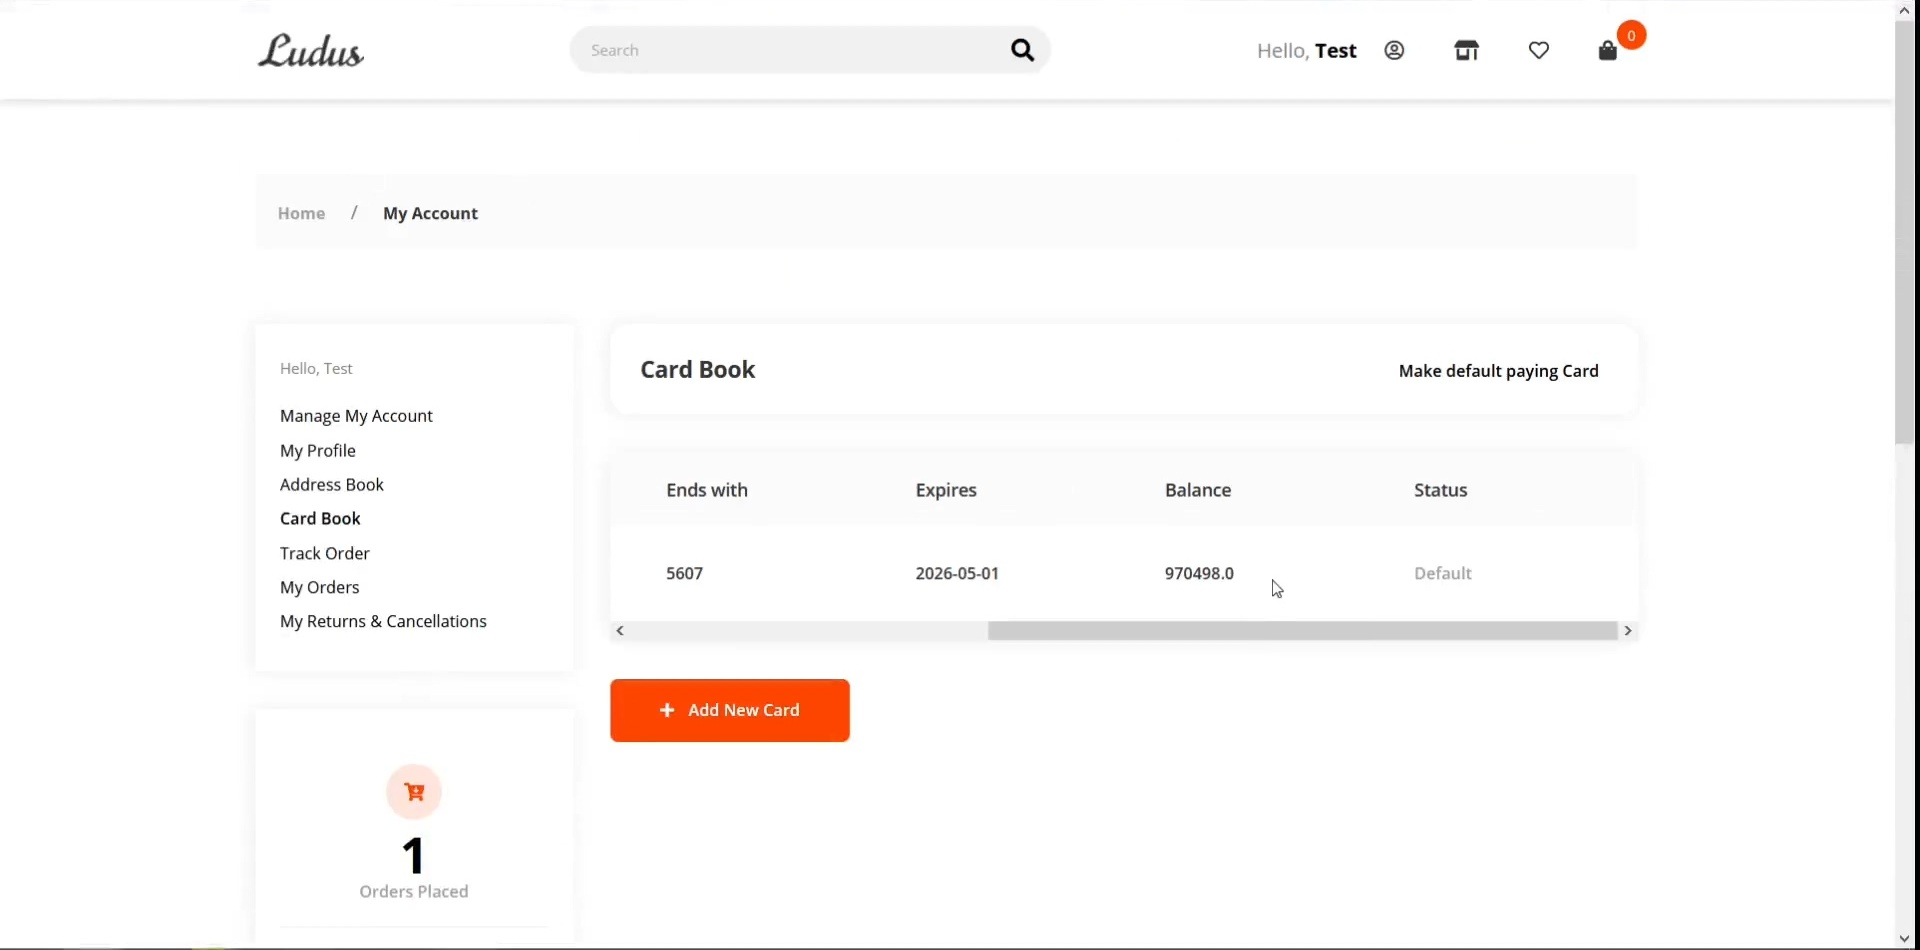 Ludus
Search
Hello, Test
0
Home / My Account
Hello, Test
Manage My Account
My Profile
Address Book
Card Book
Track Order
My Orders
My Returns & Cancellations
1
Orders Placed
Card Book
Make default paying Card
Ends with Expires Balance Status
5607 2026-05-01 970498.0 Default
+ Add New Card